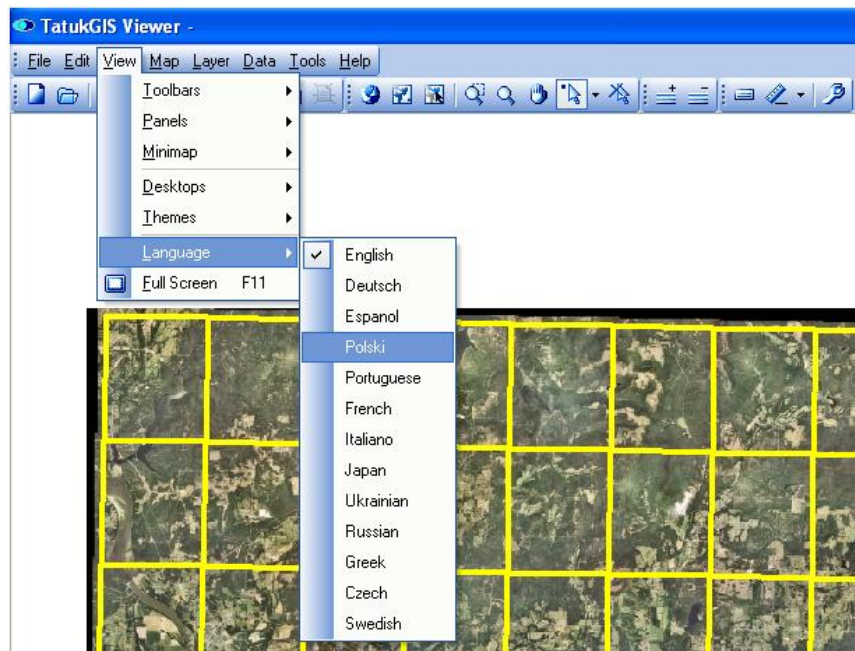 TatukGIS Viewer -
File Edit View Map Layer Data Tools Help
Toolbars
Panels
Minimap
Desktops
Themes
Language
Full Screen F11
English
Deutsch
Espanol
Polski
Portuguese
French
Italiano
Japan
Ukrainian
Russian
Greek
Czech
Swedish